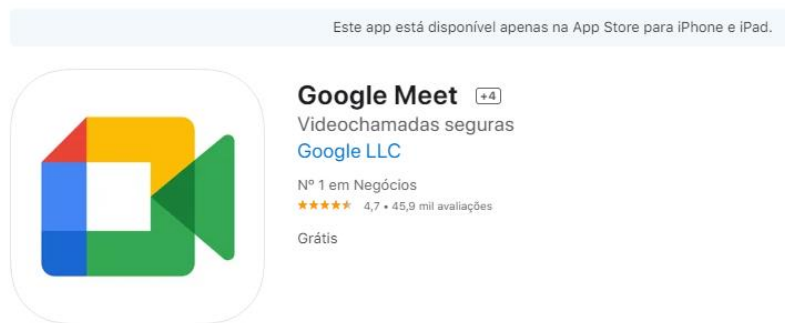 Este app está disponível apenas na App Store para iPhone e iPad.
Google Meet +4
Videochamadas seguras
Google LLC
Nº 1 em Negócios
★★★★★ 4,7 • 45,9 mil avaliações
Grátis